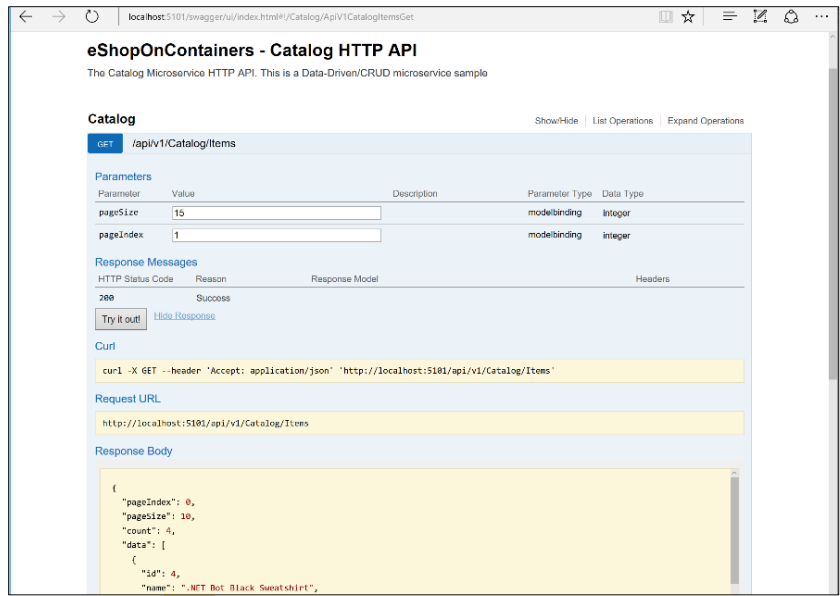 localhost:5101/swagger/ui/index.html#!/Catalog/ApiV1CatalogItemsGet
eShopOnContainers - Catalog HTTP API
The Catalog Microservice HTTP API. This is a Data-Driven/CRUD microservice sample
Catalog Show/Hide List Operations Expand Operations
GET /api/v1/Catalog/Items
Parameters
Parameter Value Description Parameter Type Data Type
pageSize 15 modelbinding integer
pageIndex 1 modelbinding integer
Response Messages
HTTP Status Code Reason Response Model Headers
200 Success
Try it out! Hide Response
Curl
curl -X GET --header 'Accept: application/json' 'http://localhost:5101/api/v1/Catalog/Items'
Request URL
http://localhost:5101/api/v1/Catalog/Items
Response Body
{
"pageIndex": 0,
"pageSize": 10,
"count": 4,
"data": [
{
"id": 4,
"name": ".NET Bot Black Sweatshirt",